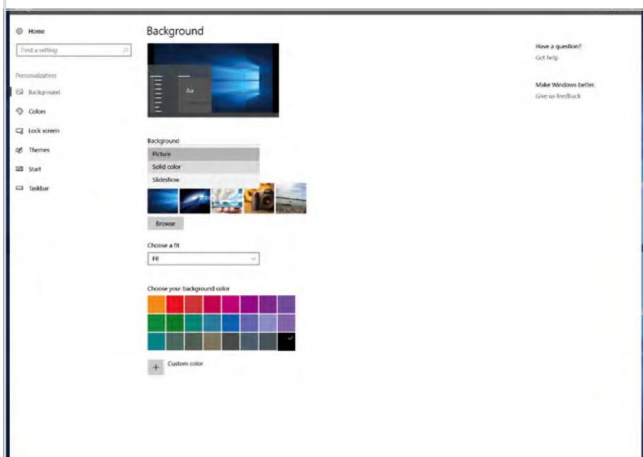 Home
Find a setting
Personalization
Background
Colors
Lock screen
Themes
Start
Taskbar
Background
Aa
Background
Picture
Solid color
Slideshow
Browse
Choose a fit
Fit
Choose your background color
Custom color
Have a question?
Get help
Make Windows better.
Give us feedback